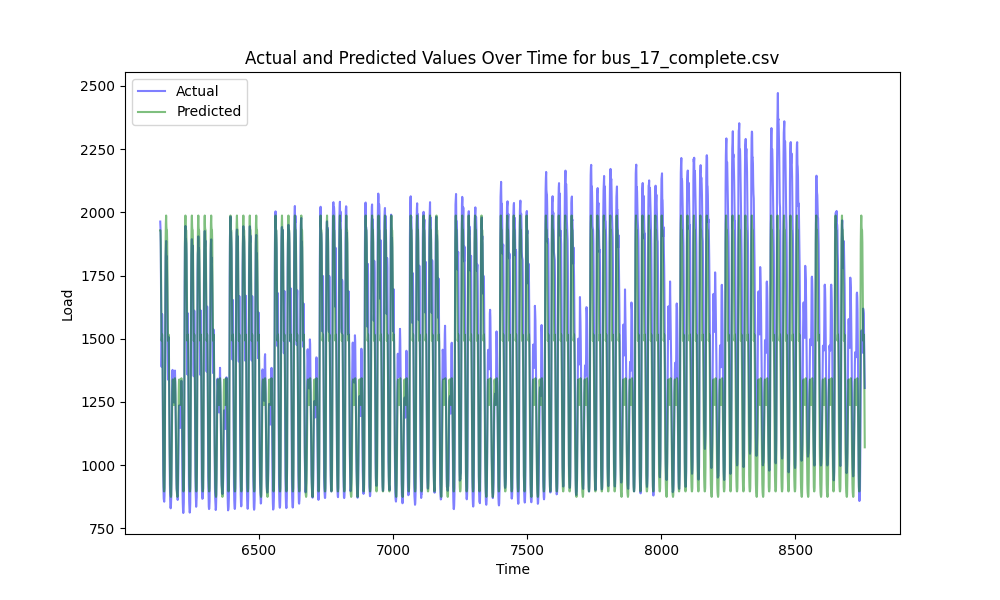 Actual and Predicted Values Over Time for bus_17_complete.csv
Actual
Predicted
2500
2250
2000
1750
1500
1250
1000
750
Load
6500 7000 7500 8000 8500
Time